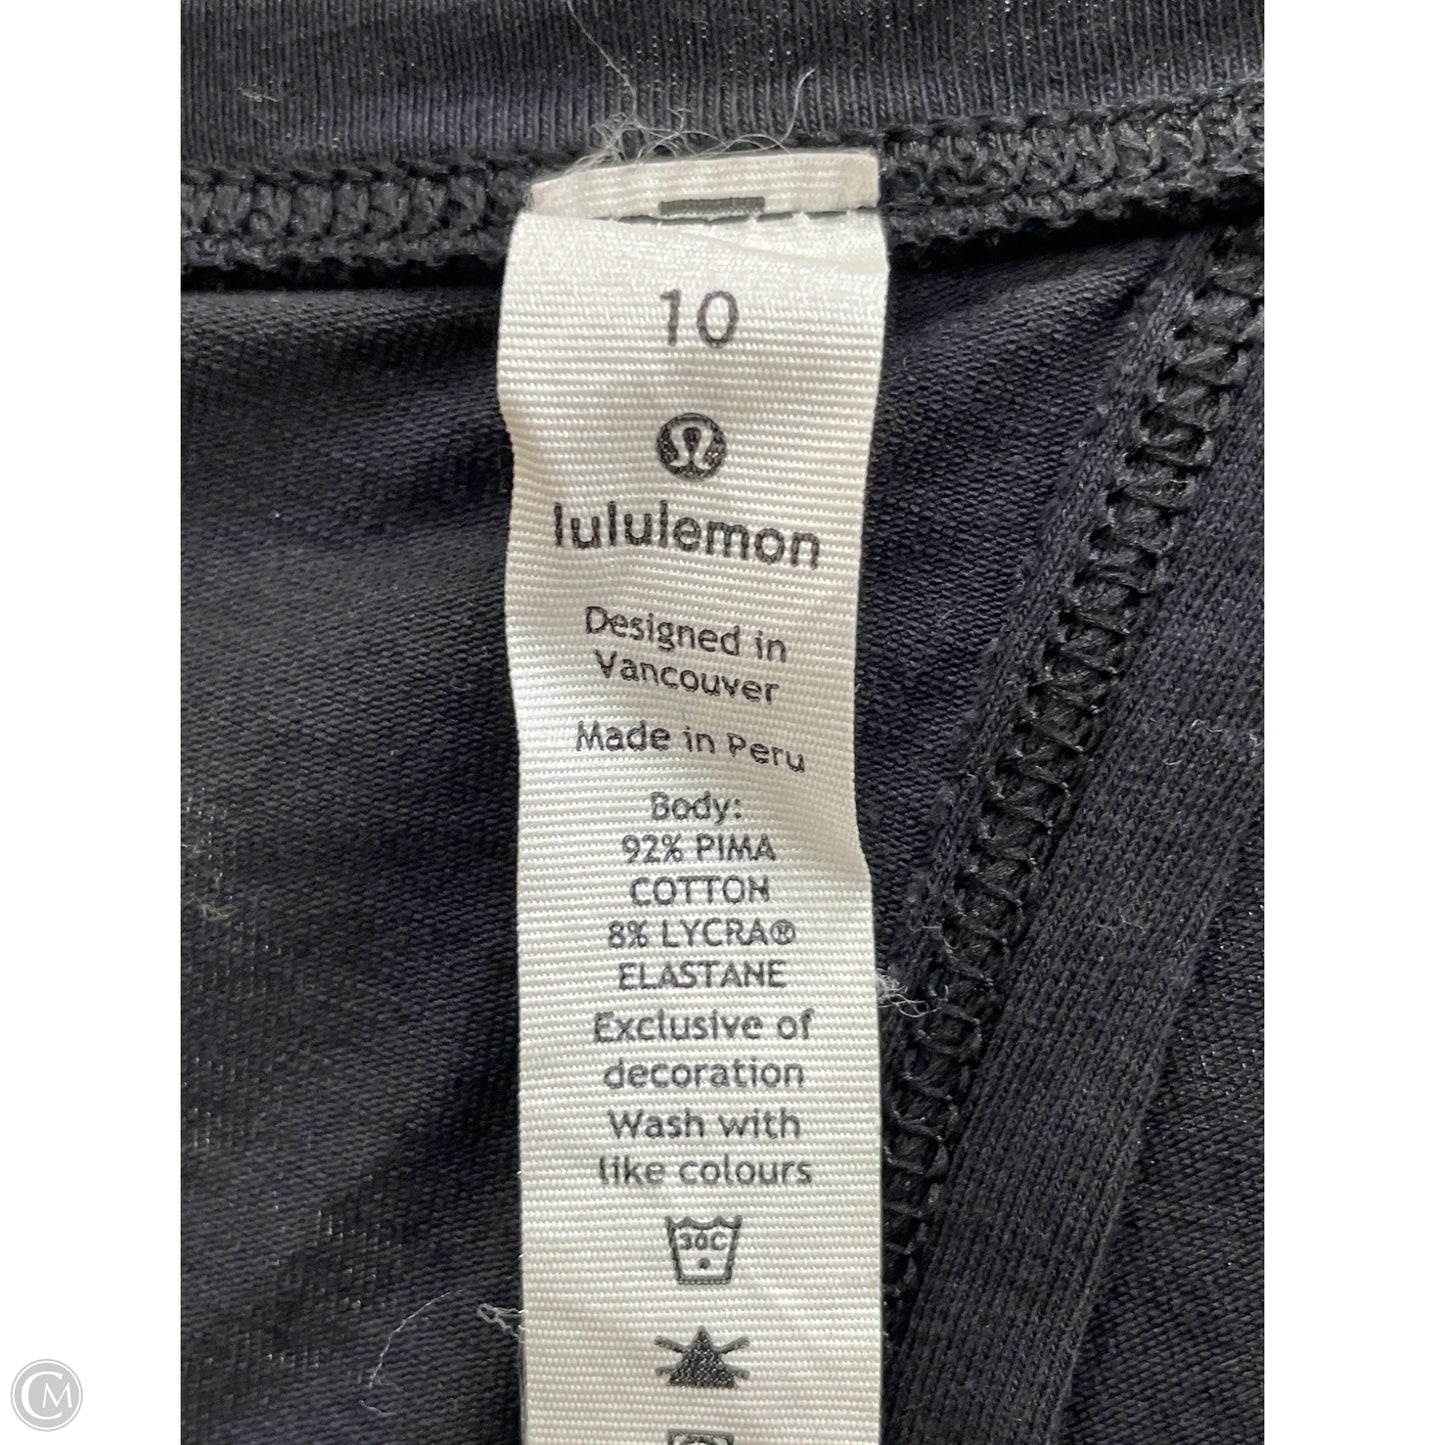 10
lululemon
Designed in
Vancouver
Made in Peru
Body:
92% PIMA
COTTON
8% LYCRA®
ELASTANE
Exclusive of
decoration
Wash with
like colours
30C
CM